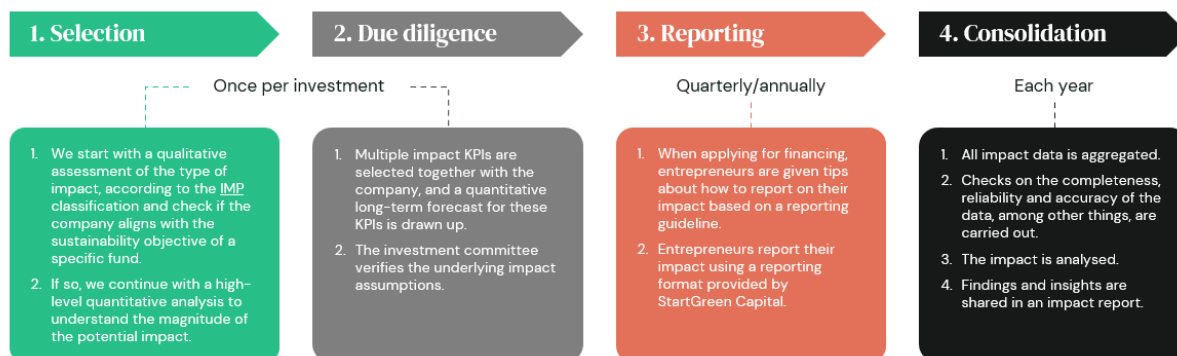 1. Selection
2. Due diligence
3. Reporting
4. Consolidation
Once per investment
Quarterly/annually
Each year
1. We start with a qualitative
assessment of the type of
impact, according to the IMP
classification and check if the
company aligns with the
sustainability objective of a
specific fund.
2. If so, we continue with a high-
level quantitative analysis to
understand the magnitude of
the potential impact.
1. Multiple impact KPIs are
selected together with the
company, and a quantitative
long-term forecast for these
KPIs is drawn up.
2. The investment committee
verifies the underlying impact
assumptions.
1. When applying for financing,
entrepreneurs are given tips
about how to report on their
impact based on a reporting
guideline.
2. Entrepreneurs report their
impact using a reporting
format provided by
StartGreen Capital.
1. All impact data is aggregated.
2. Checks on the completeness,
reliability and accuracy of the
data, among other things, are
carried out.
3. The impact is analysed.
4. Findings and insights are
shared in an impact report.